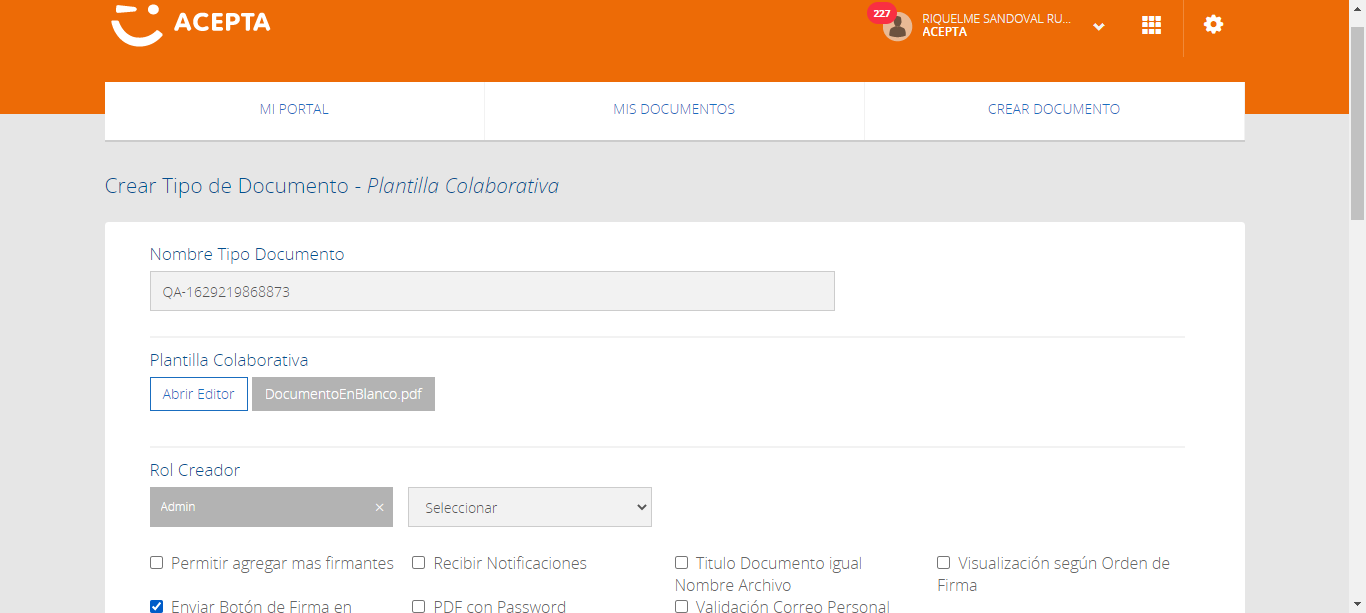 ACEPTA
227
RIQUELME SANDOVAL RU...
ACEPTA
MI PORTAL
MIS DOCUMENTOS
CREAR DOCUMENTO
Crear Tipo de Documento - Plantilla Colaborativa
Nombre Tipo Documento
QA-1629219868873
Plantilla Colaborativa
Abrir Editor
DocumentoEnBlanco.pdf
Rol Creador
Admin ×
Seleccionar
Permitir agregar mas firmantes
Recibir Notificaciones
Titulo Documento igual
Nombre Archivo
Visualización según Orden de
Firma
Enviar Botón de Firma en
PDF con Password
Validación Correo Personal